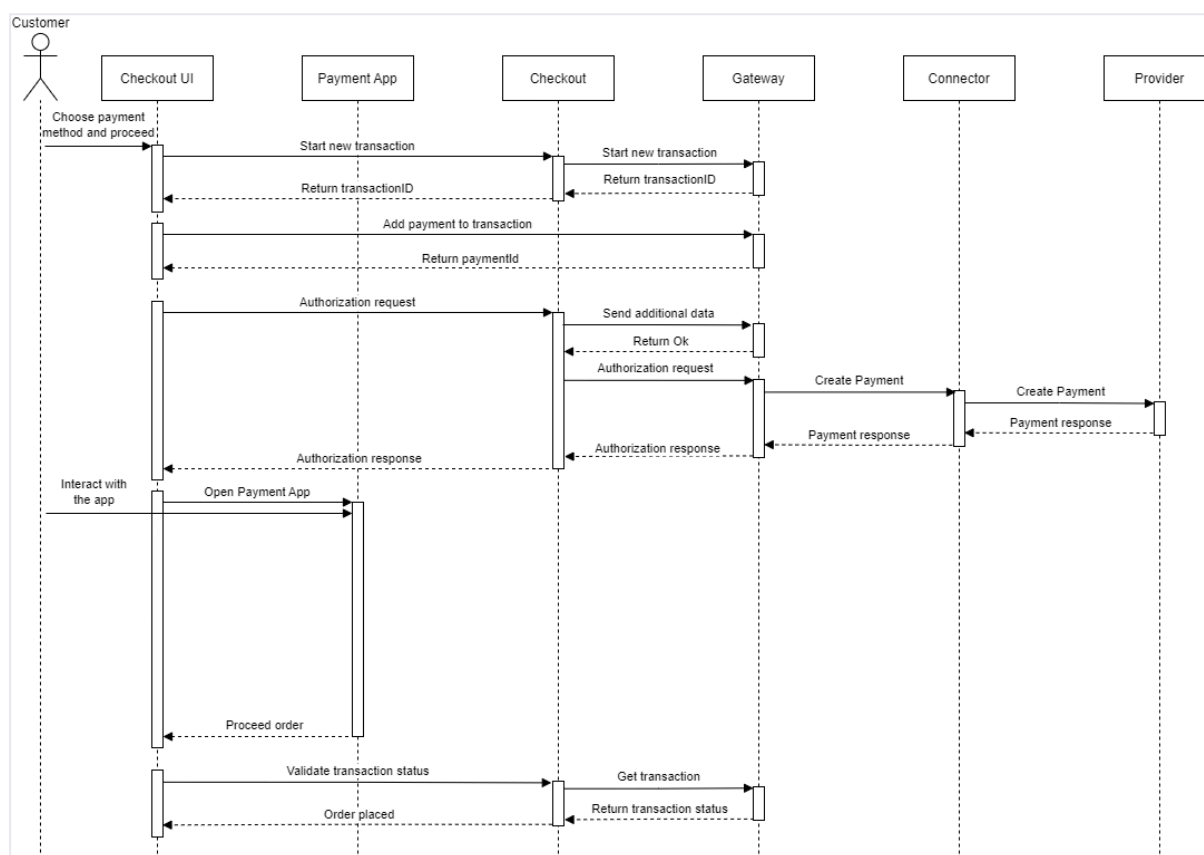 Customer
Checkout UI
Payment App
Checkout
Gateway
Connector
Provider
Choose payment
method and proceed
Start new transaction
Start new transaction
Return transactionID
Return transactionID
Add payment to transaction
Return paymentId
Authorization request
Send additional data
Return Ok
Authorization request
Create Payment
Create Payment
Payment response
Payment response
Authorization response
Authorization response
Interact with
the app
Open Payment App
Proceed order
Validate transaction status
Get transaction
Return transaction status
Order placed